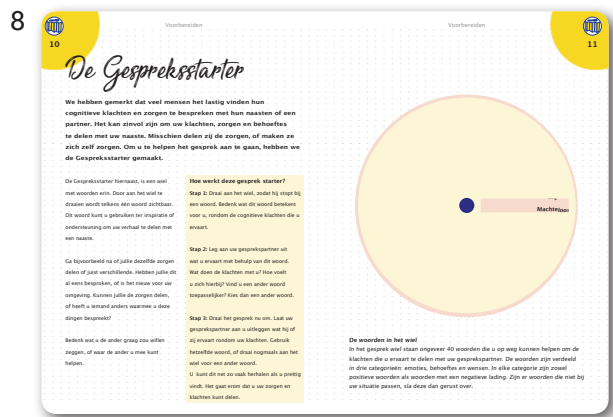 8
Voorbereiden
10
De Gespreksstarter
We hebben gemerkt dat veel mensen het lastig vinden hun
cognitieve klachten en zorgen te bespreken met hun naasten of een
partner. Het kan zinvol zijn om uw klachten, zorgen en behoeftes
te delen met uw naaste. Misschien delen zij de zorgen, of maken ze
zich zelf zorgen. Om u te helpen het gesprek aan te gaan, hebben we
de Gespreksstarter gemaakt.
De Gespreksstarter hiernaast, is een wiel
met woorden erin. Door aan het wiel te
draaien wordt telkens één woord zichtbaar.
Dit woord kunt u gebruiken ter inspiratie of
ondersteuning om uw verhaal te delen met
een naaste.
Ga bijvoorbeeld na of jullie dezelfde zorgen
delen of juist verschillende. Hebben jullie dit
al eens besproken, of is het nieuw voor uw
omgeving. Kunnen jullie de zorgen delen,
of heeft u iemand anders waarmee u deze
dingen bespreekt?
Bedenk wat u de ander graag zou willen
zeggen, of waar de ander u mee kunt
helpen.
Hoe werkt deze gesprek starter?
Stap 1: Draai aan het wiel, zodat hij stopt bij
een woord. Bedenk wat dit woord betekent
voor u, rondom de cognitieve klachten die u
ervaart.
Stap 2: Leg aan uw gesprekspartner uit
wat u ervaart met behulp van dit woord.
Wat doen de klachten met u? Hoe voelt
u zich hierbij? Vind u een ander woord
toepasselijker? Kies dan een ander woord.
Stap 3: Draai het gesprek nu om. Laat uw
gesprekspartner aan u uitleggen wat hij of
zij ervaart rondom uw klachten. Gebruik
hetzelfde woord, of draai nogmaals aan het
wiel voor een ander woord.
U kunt dit net zo vaak herhalen als u prettig
vindt. Het gaat erom dat u uw zorgen en
klachten kunt delen.
Voorbereiden
11
Machteloos
De woorden in het wiel
In het gesprek wiel staan ongeveer 40 woorden die u op weg kunnen helpen om de
klachten die u ervaart te delen met uw gesprekspartner. De woorden zijn verdeeld
in drie categorieën: emoties, behoeftes en wensen. In elke categorie zijn zowel
positieve woorden als woorden met een negatieve lading. Zijn er woorden die niet bij
uw situatie passen, sla deze dan gerust over.